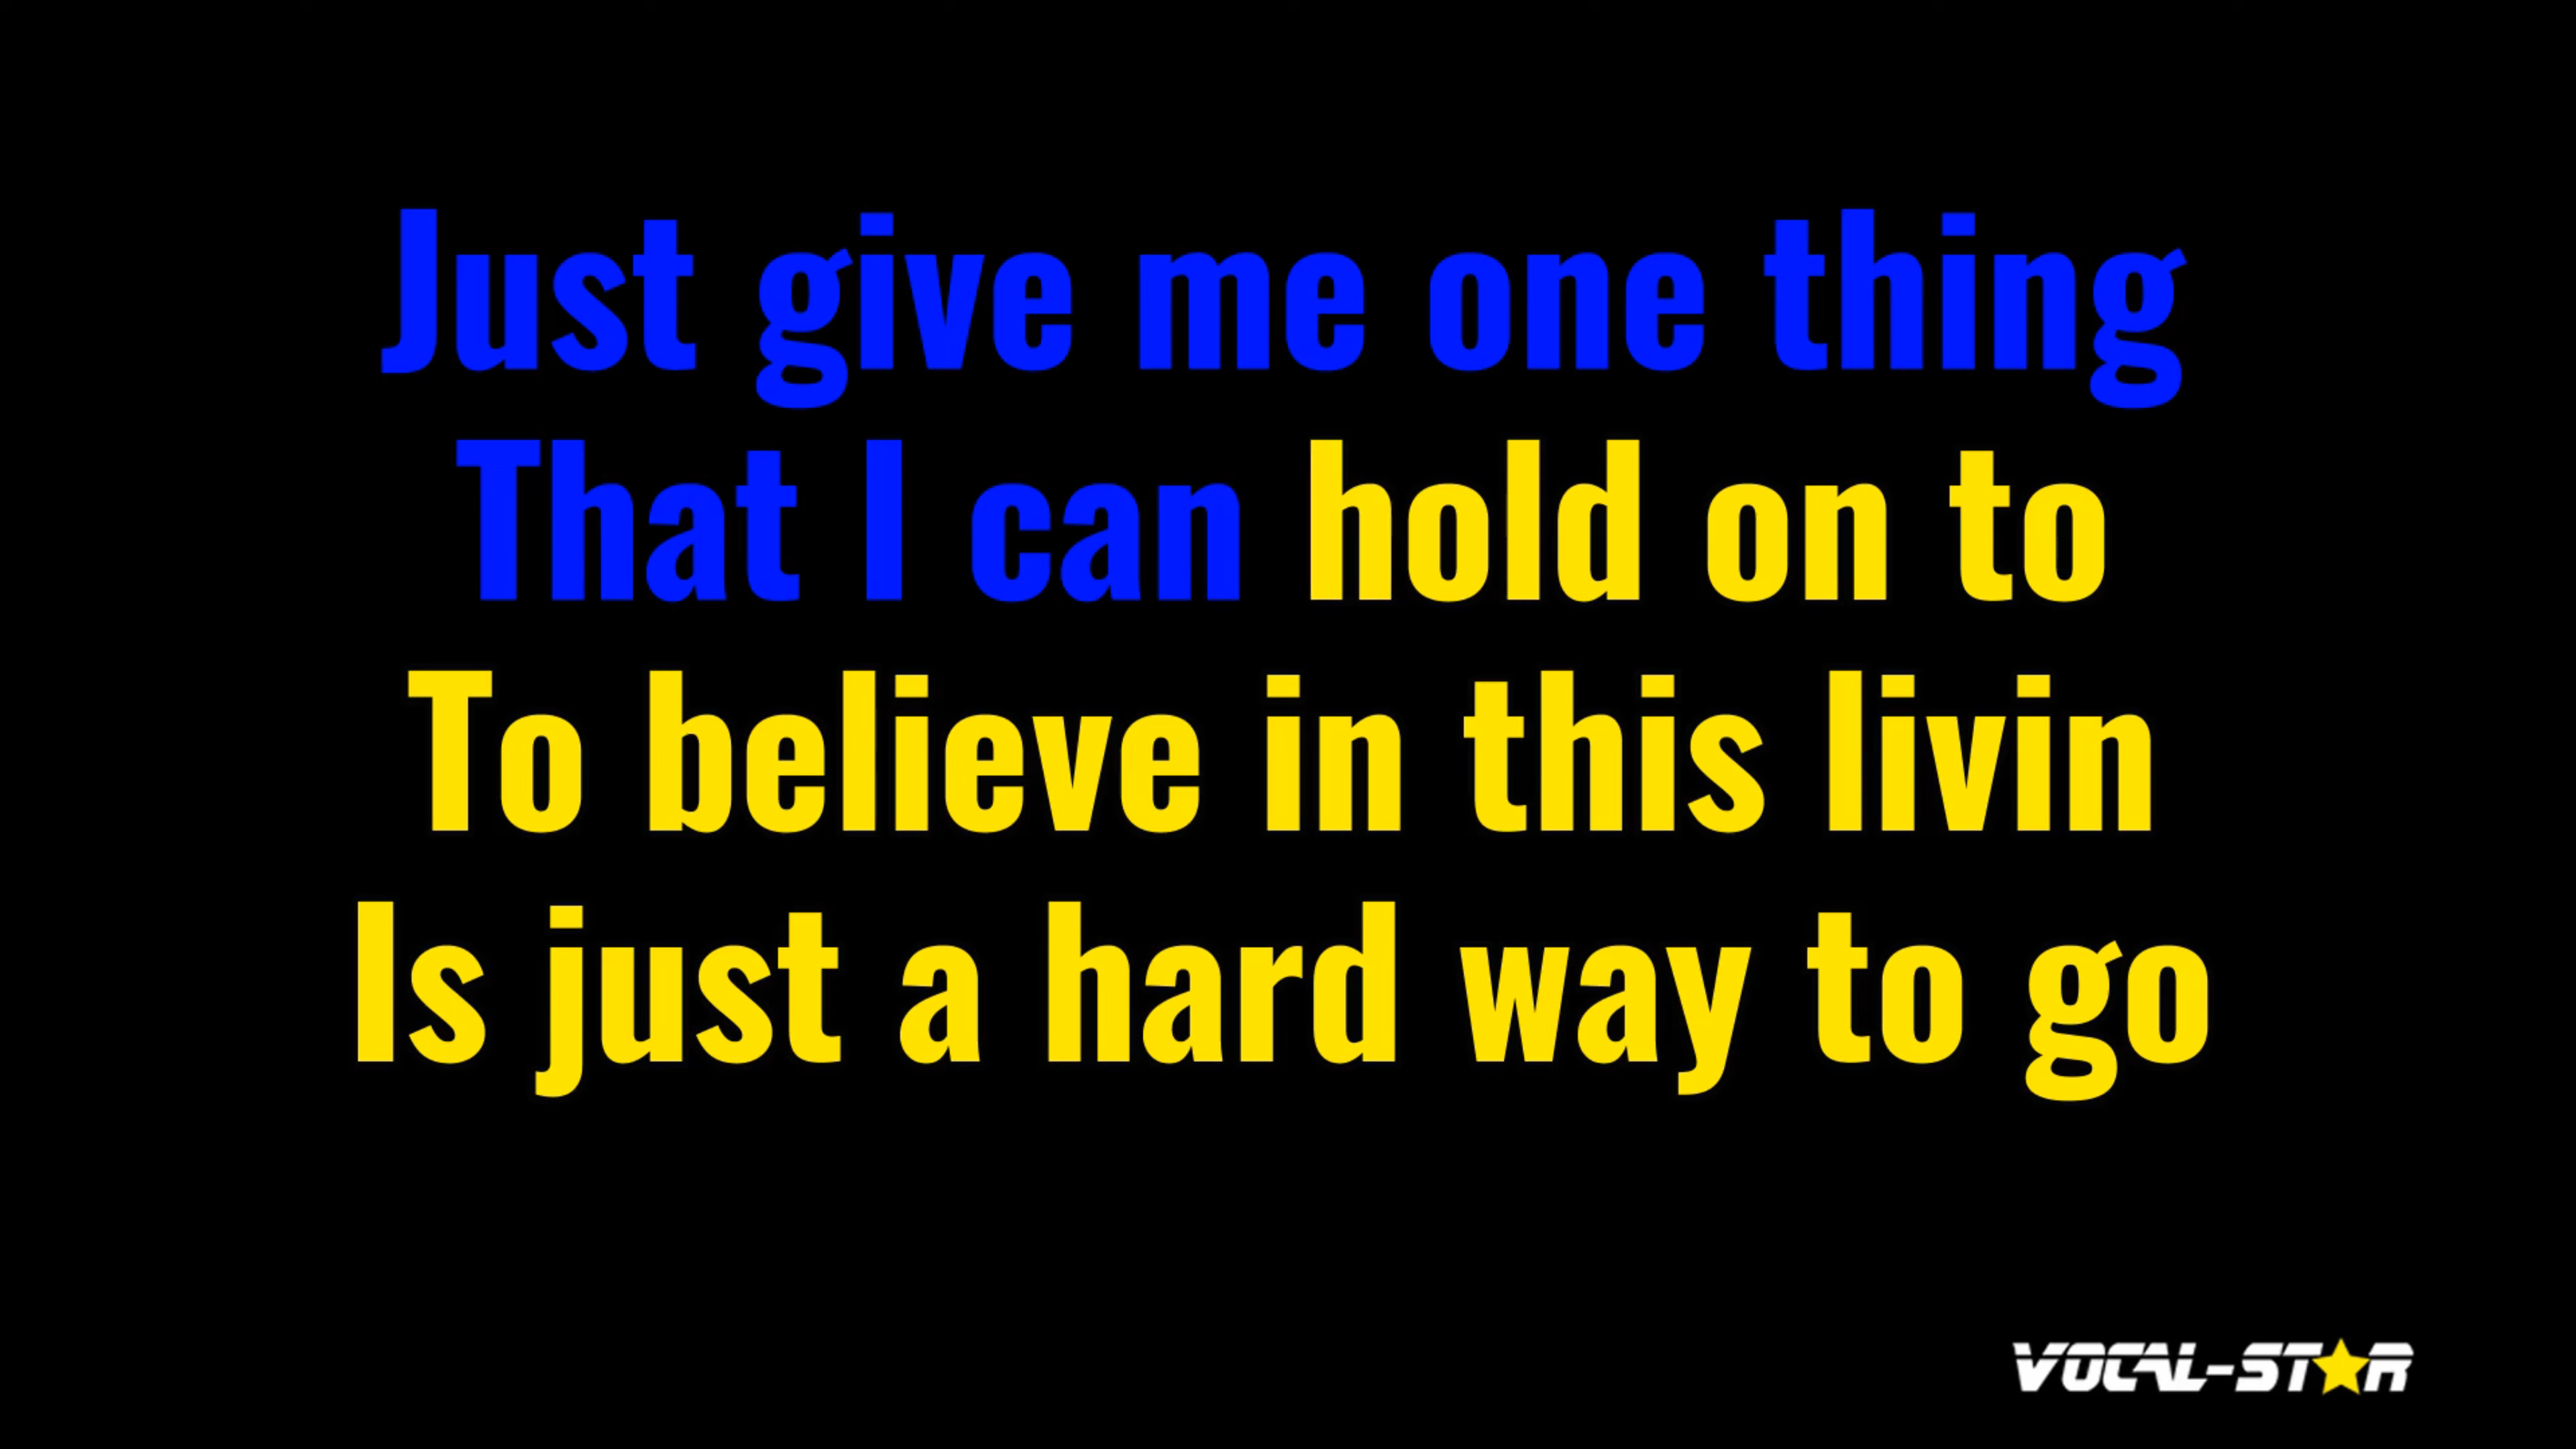 Just give me one thing
That I can hold on to
To believe in this livin
Is just a hard way to go
VOCAL-STAR